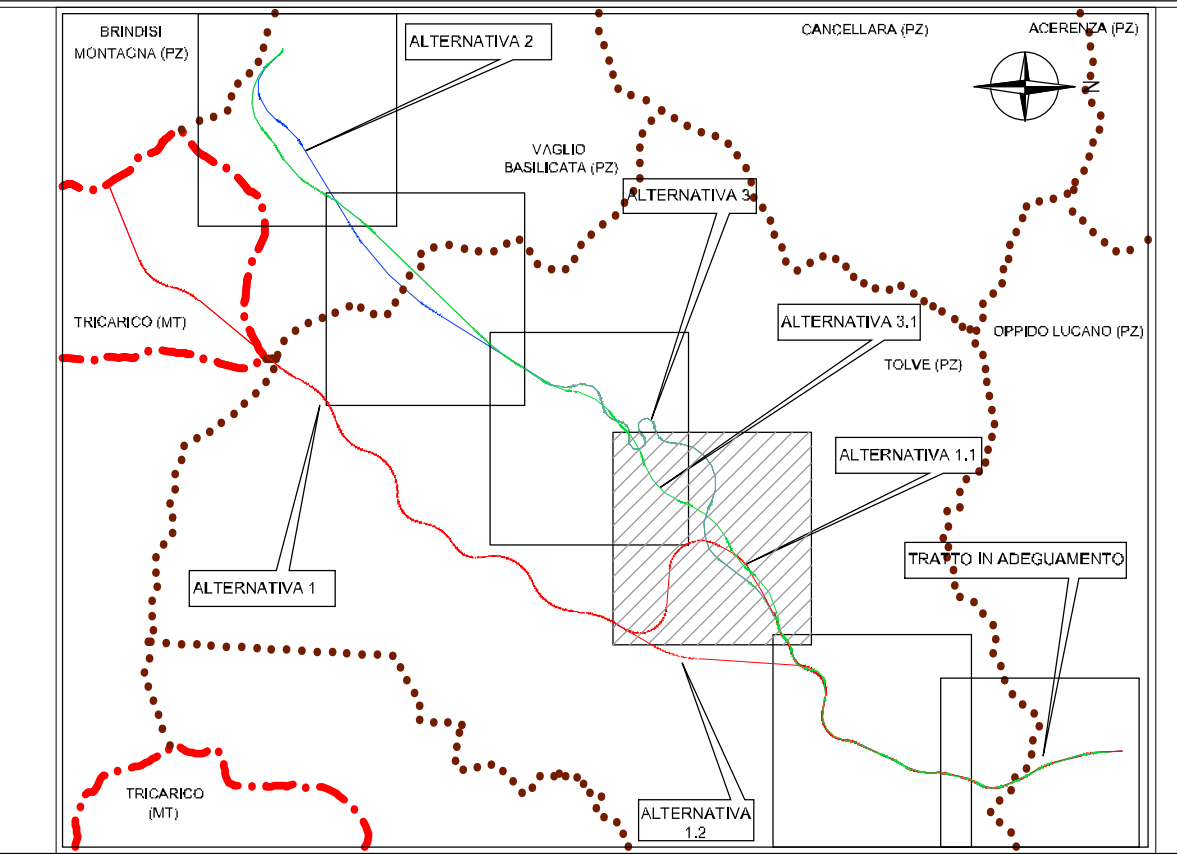 BRINDISI
MONTAGNA (PZ)
ALTERNATIVA 2
CANCELLARA (PZ)
ACERENZA (PZ)
N
VAGLIO
BASILICATA (PZ)
ALTERNATIVA 3
TRICARICO (MT)
ALTERNATIVA 3.1
OPPIDO LUCANO (PZ)
TOLVE (PZ)
ALTERNATIVA 1.1
TRATTO IN ADEGUAMENTO
ALTERNATIVA 1
TRICARICO
(MT)
ALTERNATIVA
1.2